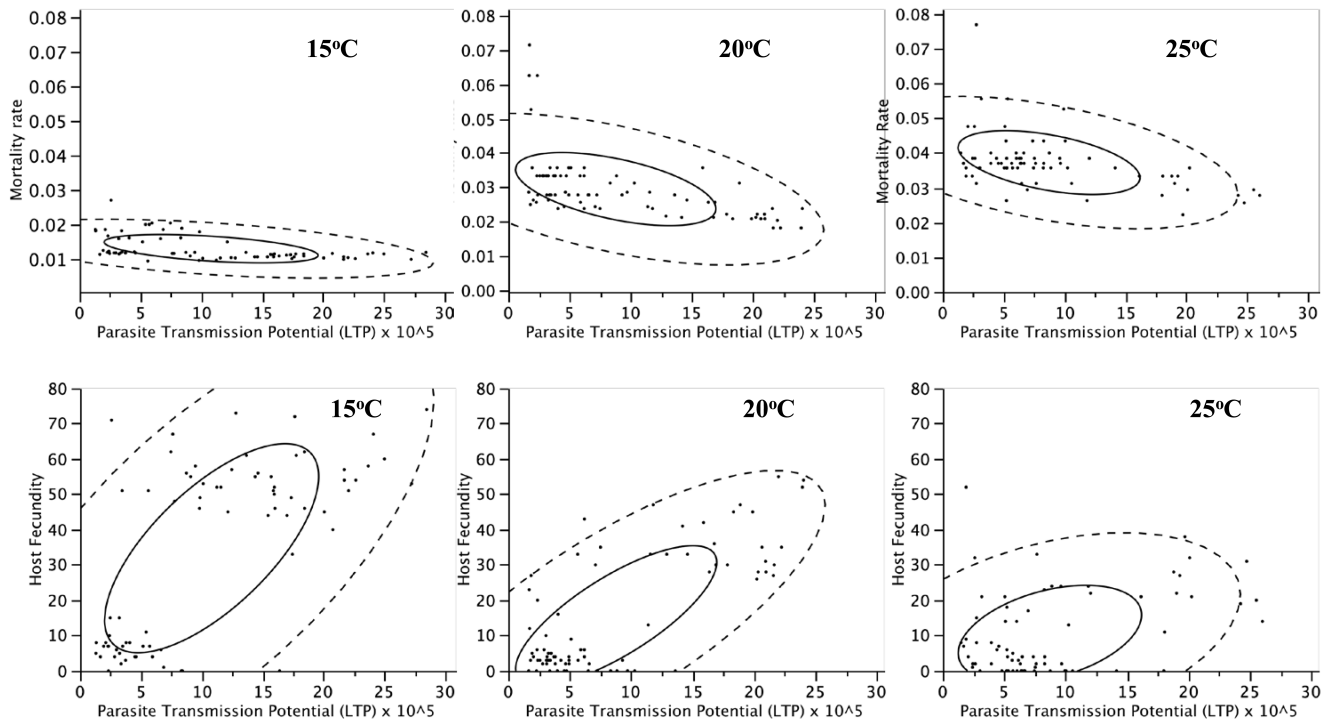 15°C
0.08
0.07
0.06
0.05
0.04
0.03
0.02
0.01
Mortality rate
0 5 10 15 20 25 30
Parasite Transmission Potential (LTP) x 10^5
20°C
0.08
0.07
0.06
0.05
0.04
0.03
0.02
0.01
0.00
Mortality rate
0 5 10 15 20 25 30
Parasite Transmission Potential (LTP) x 10^5
25°C
0.08
0.07
0.06
0.05
0.04
0.03
0.02
0.01
0.00
Mortality Rate
0 5 10 15 20 25 30
Parasite Transmission Potential (LTP) x 10^5
15°C
80
70
60
50
40
30
20
10
0
Host Fecundity
0 5 10 15 20 25 30
Parasite Transmission Potential (LTP) x 10^5
20°C
80
70
60
50
40
30
20
10
0
Host Fecundity
0 5 10 15 20 25 30
Parasite Transmission Potential (LTP) x 10^5
25°C
80
70
60
50
40
30
20
10
0
Host Fecundity
0 5 10 15 20 25 30
Parasite Transmission Potential (LTP) x 10^5